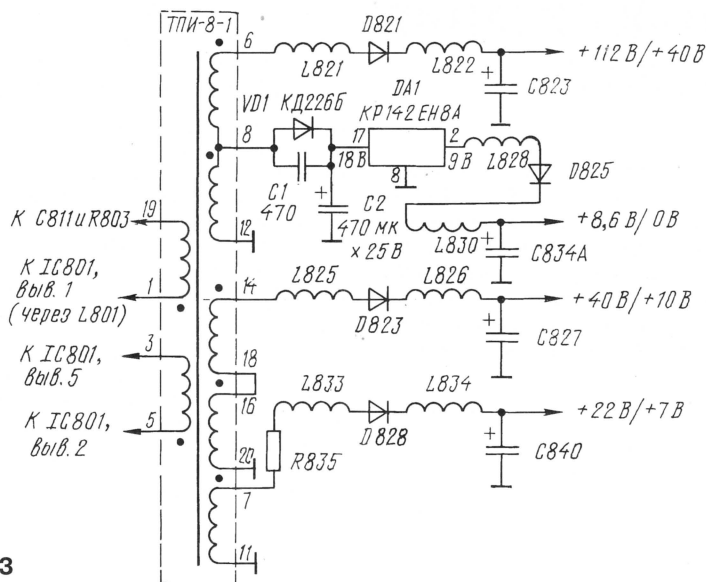 ТПИ-8-1
6
L821
D821
L822
+112 В/+40 В
C823
VD1
КД226Б
DA1
КР142ЕН8А
8
17
2
18 В
8
9 В
L828
D825
C1
470
C2
470 мк
× 25 В
12
L830
+8,6 В/0 В
C834A
19
К C811 и R803
1
К IC801,
выв. 1
(через L801)
14
L825
D823
L826
+40 В/+10 В
C827
3
К IC801,
выв. 5
18
16
L833
D828
L834
+22 В/+7 В
C840
5
К IC801,
выв. 2
20
R835
7
11
3